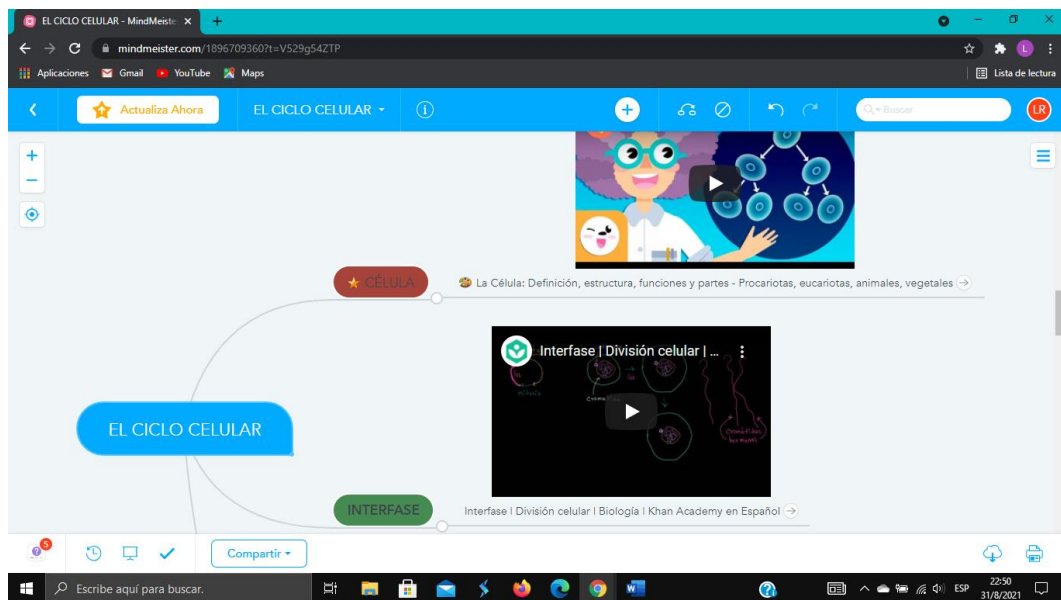 EL CICLO CELULAR - MindMeiste
mindmeister.com/1896709360?t=V529g54ZTP
L
Aplicaciones Gmail YouTube Maps
Lista de lectura
Actualiza Ahora
EL CICLO CELULAR
Buscar
LR
CÉLULA
La Célula: Definición, estructura, funciones y partes - Procariotas, eucariotas, animales, vegetales
Interfase | División celular | ...
EL CICLO CELULAR
INTERFASE
Interfase | División celular | Biología | Khan Academy en Español
5
Compartir
Escribe aquí para buscar.
ESP
22:50
31/8/2021